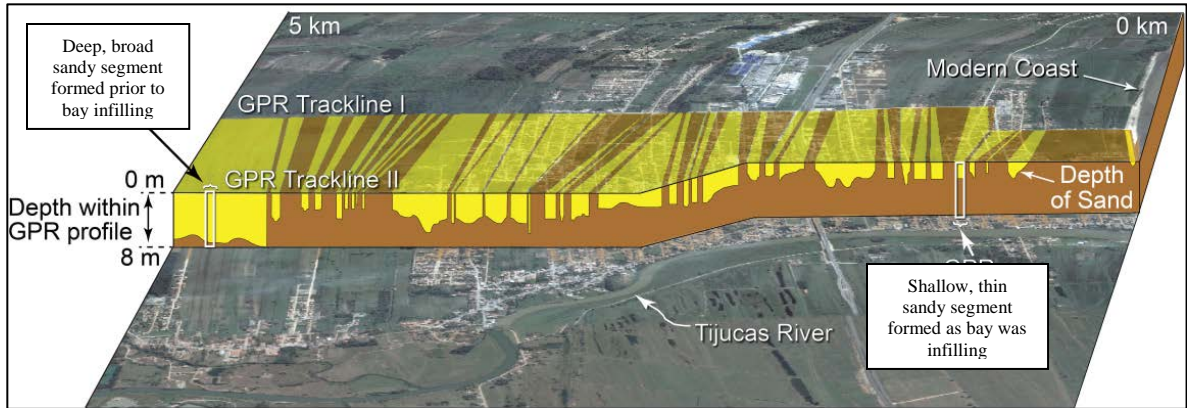 5 km
0 km
Deep, broad
sandy segment
formed prior to
bay infilling
Modern Coast
GPR Trackline I
GPR Trackline II
0 m
Depth within
GPR profile
8 m
Depth
of Sand
Shallow, thin
sandy segment
formed as bay was
infilling
Tijucas River